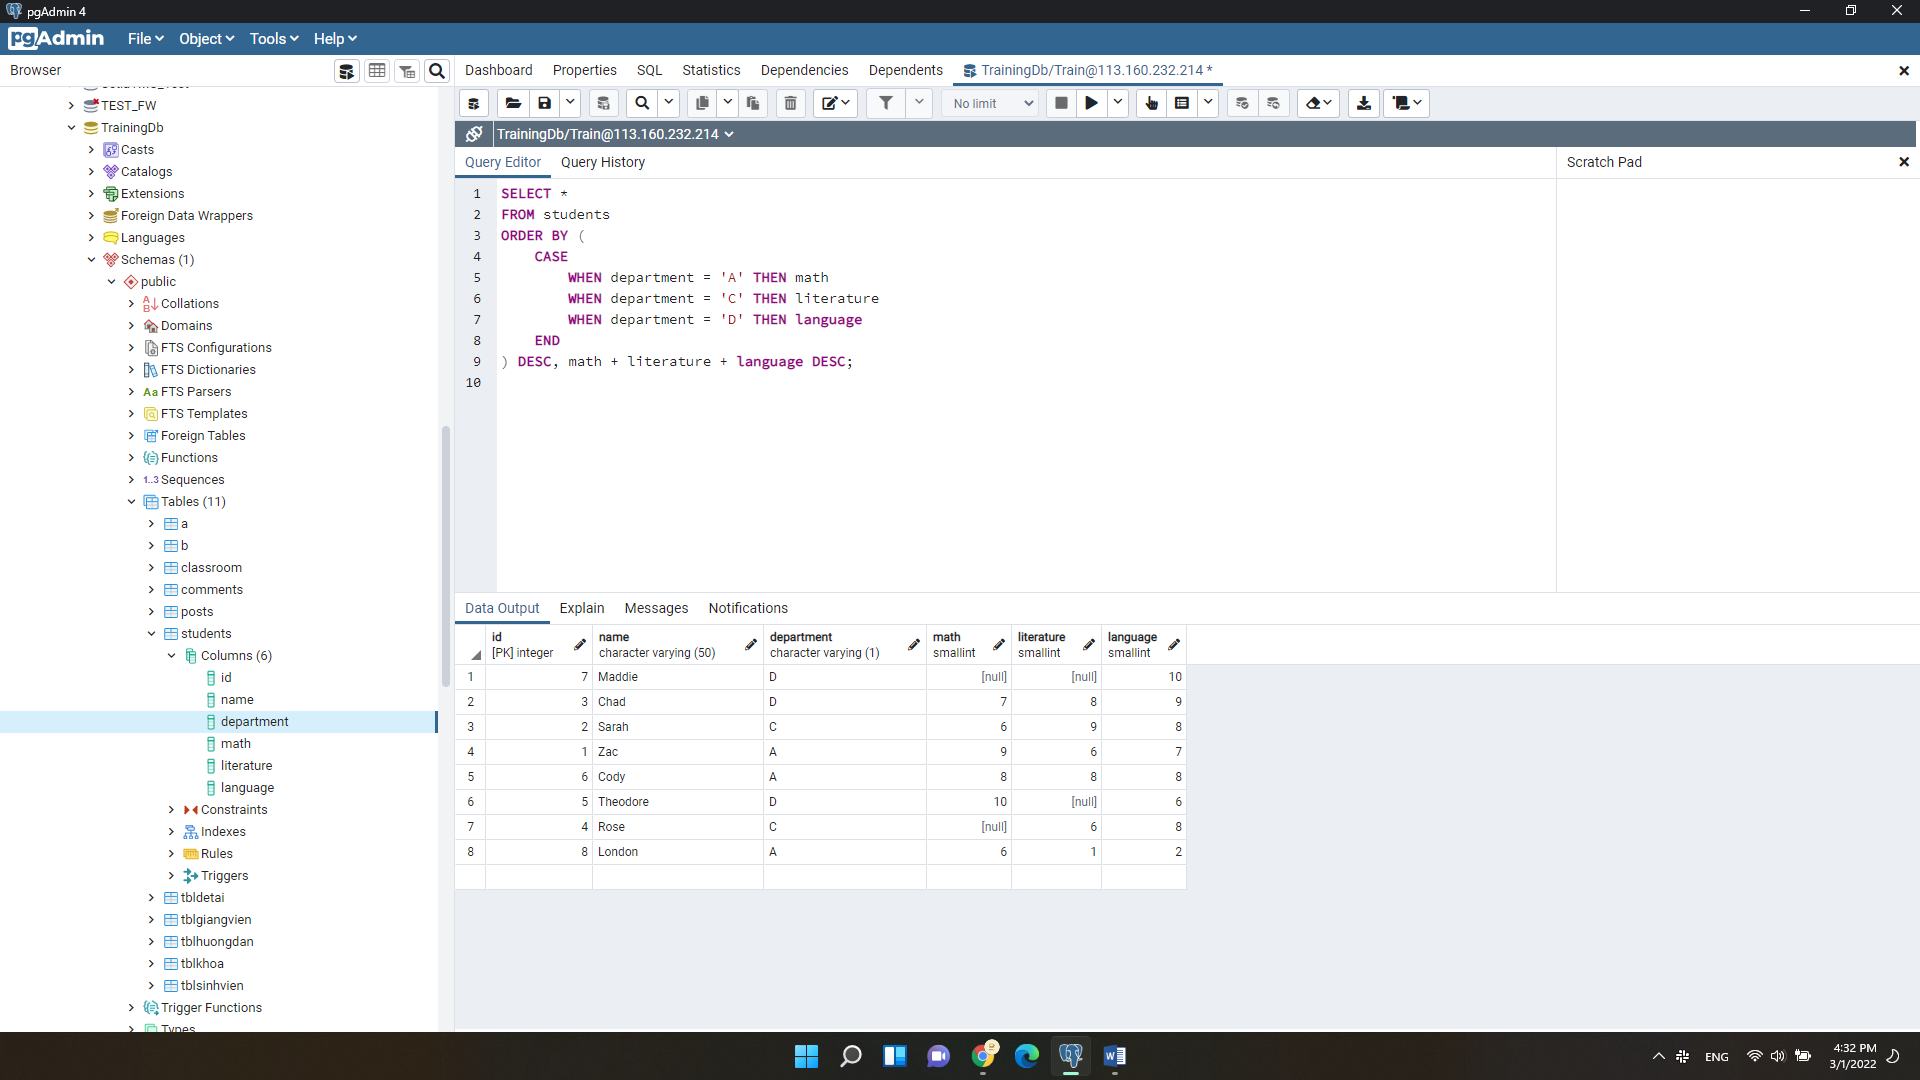 pgAdmin 4
pgAdmin File Object Tools Help
Browser
Dashboard Properties SQL Statistics Dependencies Dependents TrainingDb/Train@113.160.232.214 *
No limit
TrainingDb/Train@113.160.232.214
Query Editor Query History
Scratch Pad
TEST_FW
TrainingDb
Casts
Catalogs
Extensions
Foreign Data Wrappers
Languages
Schemas (1)
public
Collations
Domains
FTS Configurations
FTS Dictionaries
Aa FTS Parsers
FTS Templates
Foreign Tables
Functions
1..3 Sequences
Tables (11)
a
b
classroom
comments
posts
students
Columns (6)
id
name
department
math
literature
language
Constraints
Indexes
Rules
Triggers
tbldetai
tblgiangvien
tblhuongdan
tblkhoa
tblsinhvien
Trigger Functions
Types
1 SELECT *
2 FROM students
3 ORDER BY (
4 CASE
5 WHEN department = 'A' THEN math
6 WHEN department = 'C' THEN literature
7 WHEN department = 'D' THEN language
8 END
9 ) DESC, math + literature + language DESC;
10
Data Output Explain Messages Notifications
id name department math literature language
[PK] integer character varying (50) character varying (1) smallint smallint smallint
1 7 Maddie D [null] [null] 10
2 3 Chad D 7 8 9
3 2 Sarah C 6 9 8
4 1 Zac A 9 6 7
5 6 Cody A 8 8 8
6 5 Theodore D 10 [null] 6
7 4 Rose C [null] 6 8
8 8 London A 6 1 2
ENG
4:32 PM
3/1/2022